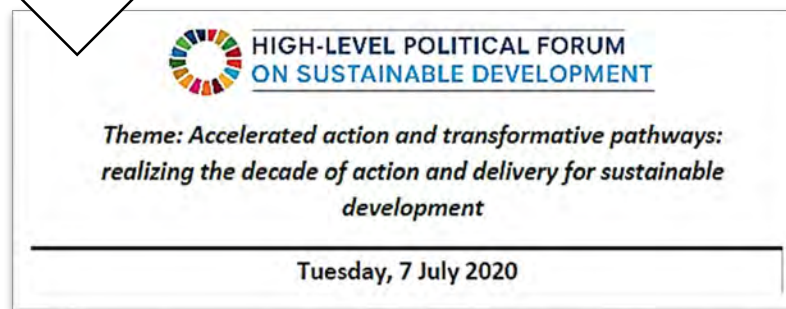 HIGH-LEVEL POLITICAL FORUM
ON SUSTAINABLE DEVELOPMENT
Theme: Accelerated action and transformative pathways:
realizing the decade of action and delivery for sustainable
development
Tuesday, 7 July 2020